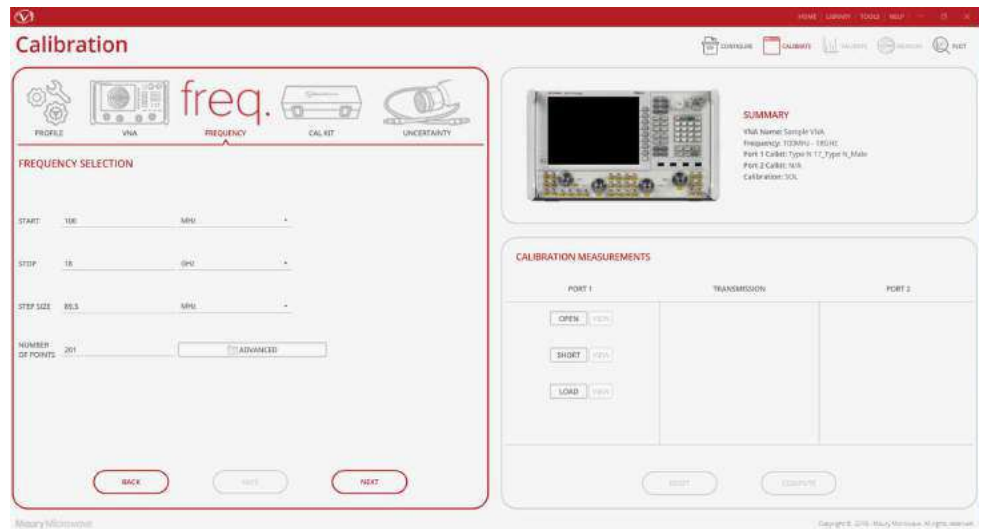 HOME LIBRARY TOOLS HELP
Calibration
CONFIGURE CALIBRATE VALIDATE MEASURE PLOT
freq.
PROFILE VNA FREQUENCY CAL KIT UNCERTAINTY
FREQUENCY SELECTION
START 100 MHz
STOP 18 GHz
STEP SIZE 89.5 MHz
NUMBER OF POINTS 201 ADVANCED
BACK NEXT
SUMMARY
VNA Name: Sample VNA
Frequency: 100MHz - 18GHz
Port 1 Calkit: Type N 17_Type N_Male
Port 2 Calkit: N/A
Calibration: SOL
CALIBRATION MEASUREMENTS
PORT 1 TRANSMISSION PORT 2
OPEN VIEW
SHORT VIEW
LOAD VIEW
COMPUTE
Maury Microwave